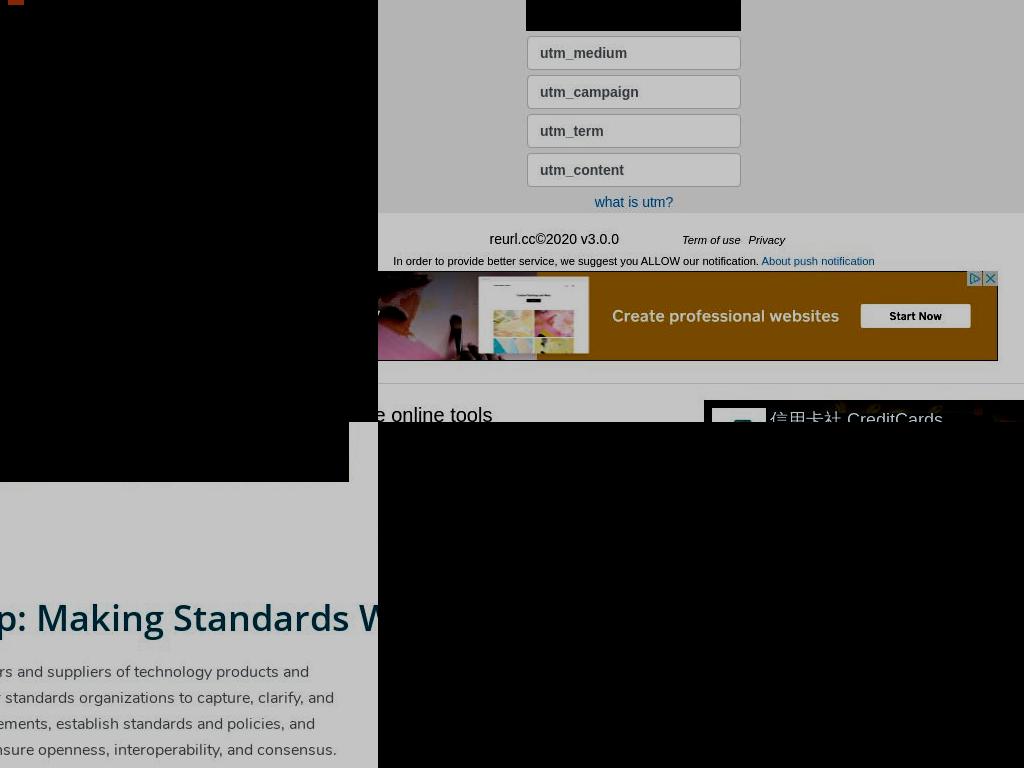 utm_medium
utm_campaign
utm_term
utm_content
what is utm?
reurl.cc©2020 v3.0.0 Term of use Privacy
In order to provide better service, we suggest you ALLOW our notification. About push notification
Create professional websites Start Now
online tools
信用卡社 CreditCards
p: Making Standards
rs and suppliers of technology products and
standards organizations to capture, clarify, and
ements, establish standards and policies, and
nsure openness, interoperability, and consensus.